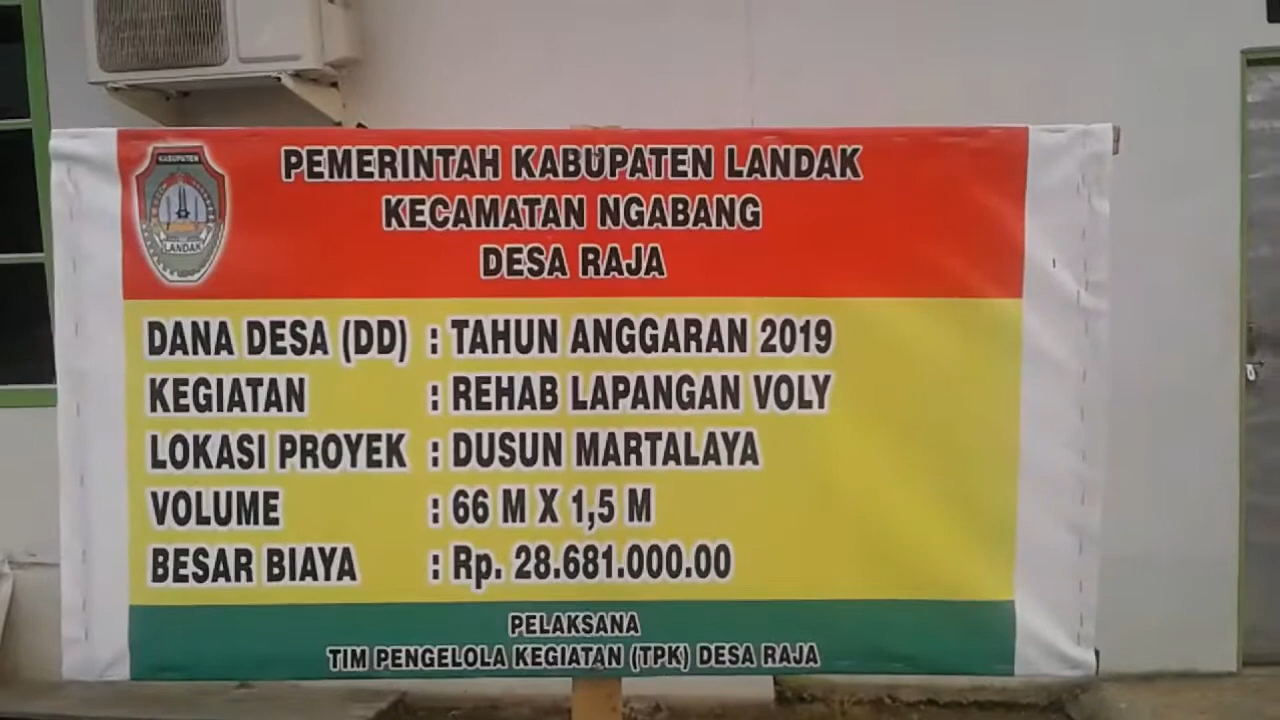 KABUPATEN
LANDAK
PEMERINTAH KABUPATEN LANDAK
KECAMATAN NGABANG
DESA RAJA
DANA DESA (DD) : TAHUN ANGGARAN 2019
KEGIATAN : REHAB LAPANGAN VOLY
LOKASI PROYEK : DUSUN MARTALAYA
VOLUME : 66 M X 1,5 M
BESAR BIAYA : Rp. 28.681.000.00
PELAKSANA
TIM PENGELOLA KEGIATAN (TPK) DESA RAJA